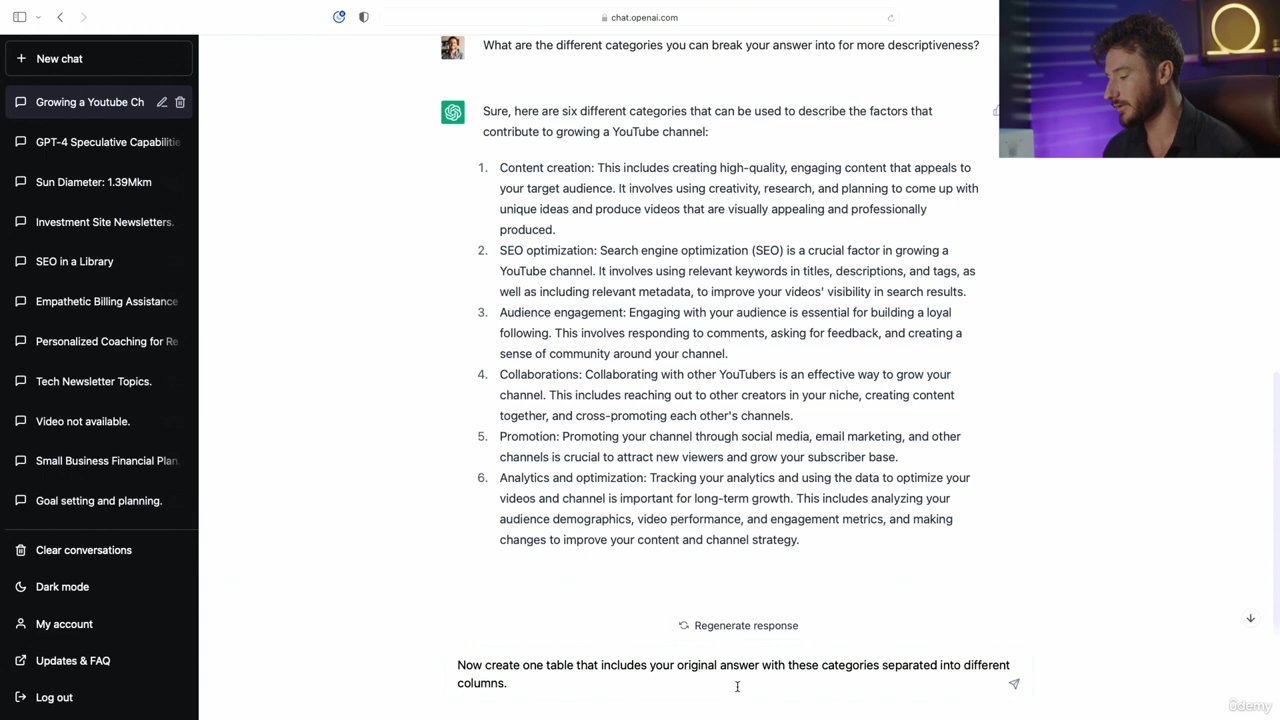 chat.openai.com
New chat
Growing a Youtube Ch
GPT-4 Speculative Capabilitie
Sun Diameter: 1.39Mkm
Investment Site Newsletters.
SEO in a Library
Empathetic Billing Assistance
Personalized Coaching for Re
Tech Newsletter Topics.
Video not available.
Small Business Financial Plan.
Goal setting and planning.
Clear conversations
Dark mode
My account
Updates & FAQ
Log out
What are the different categories you can break your answer into for more descriptiveness?
Sure, here are six different categories that can be used to describe the factors that
contribute to growing a YouTube channel:
1. Content creation: This includes creating high-quality, engaging content that appeals to
your target audience. It involves using creativity, research, and planning to come up with
unique ideas and produce videos that are visually appealing and professionally
produced.
2. SEO optimization: Search engine optimization (SEO) is a crucial factor in growing a
YouTube channel. It involves using relevant keywords in titles, descriptions, and tags, as
well as including relevant metadata, to improve your videos' visibility in search results.
3. Audience engagement: Engaging with your audience is essential for building a loyal
following. This involves responding to comments, asking for feedback, and creating a
sense of community around your channel.
4. Collaborations: Collaborating with other YouTubers is an effective way to grow your
channel. This includes reaching out to other creators in your niche, creating content
together, and cross-promoting each other's channels.
5. Promotion: Promoting your channel through social media, email marketing, and other
channels is crucial to attract new viewers and grow your subscriber base.
6. Analytics and optimization: Tracking your analytics and using the data to optimize your
videos and channel is important for long-term growth. This includes analyzing your
audience demographics, video performance, and engagement metrics, and making
changes to improve your content and channel strategy.
Regenerate response
Now create one table that includes your original answer with these categories separated into different
columns.
ûdemy